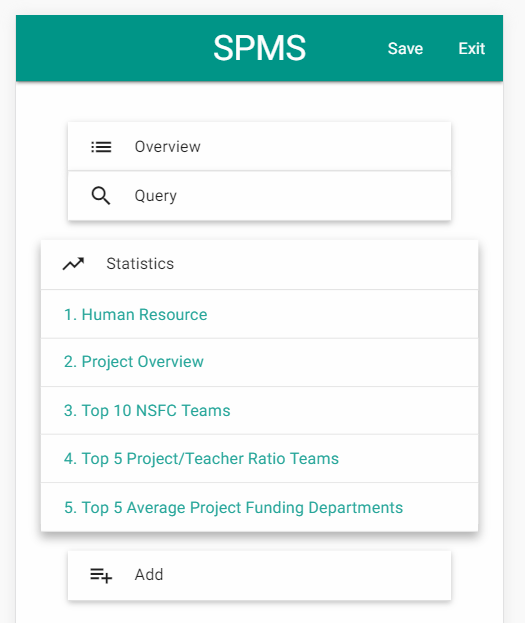 SPMS
Save
Exit
Overview
Query
Statistics
1. Human Resource
2. Project Overview
3. Top 10 NSFC Teams
4. Top 5 Project/Teacher Ratio Teams
5. Top 5 Average Project Funding Departments
Add